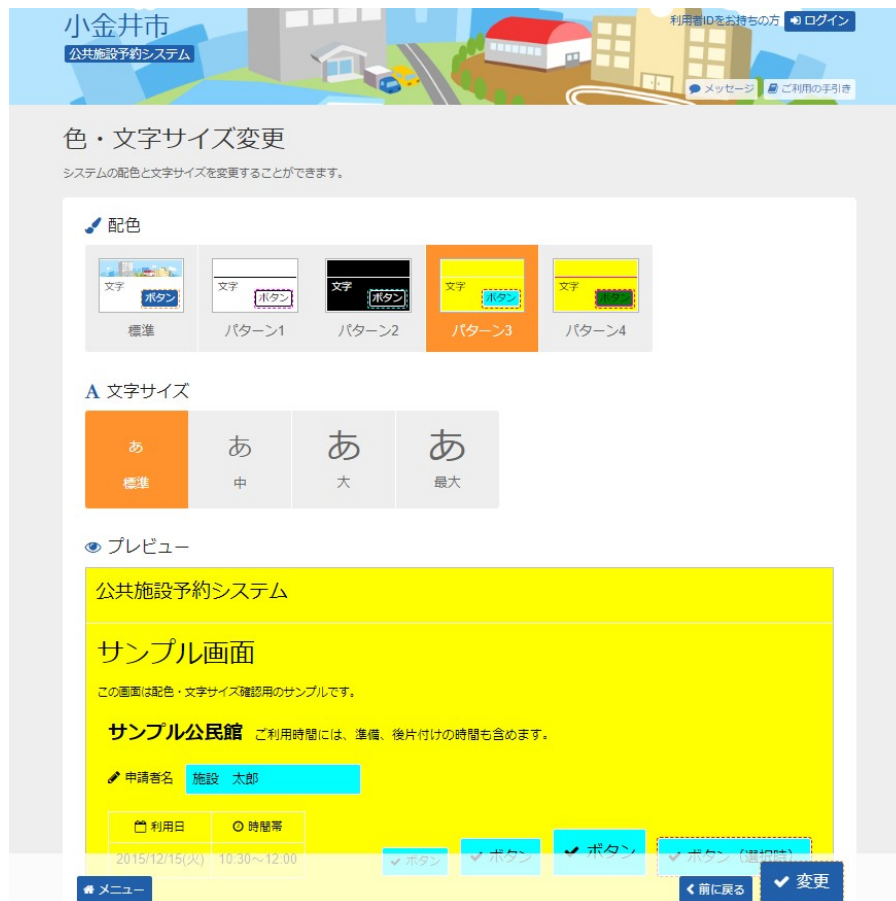 小金井市
公共施設予約システム
利用者IDをお持ちの方 ログイン
メッセージ ご利用の手引き
色・文字サイズ変更
システムの配色と文字サイズを変更することができます。
配色
文字 ボタン 文字 ボタン 文字 ボタン 文字 ボタン 文字 ボタン
標準 パターン1 パターン2 パターン3 パターン4
A 文字サイズ
あ あ あ あ
標準 中 大 最大
プレビュー
公共施設予約システム
サンプル画面
この画面は配色・文字サイズ確認用のサンプルです。
サンプル公民館 ご利用時間には、準備、後片付けの時間も含めます。
申請者名 施設 太郎
利用日 時間帯
2015/12/15(火) 10:30～12:00 ボタン ボタン ボタン ボタン（選択時）
メニュー 前に戻る 変更